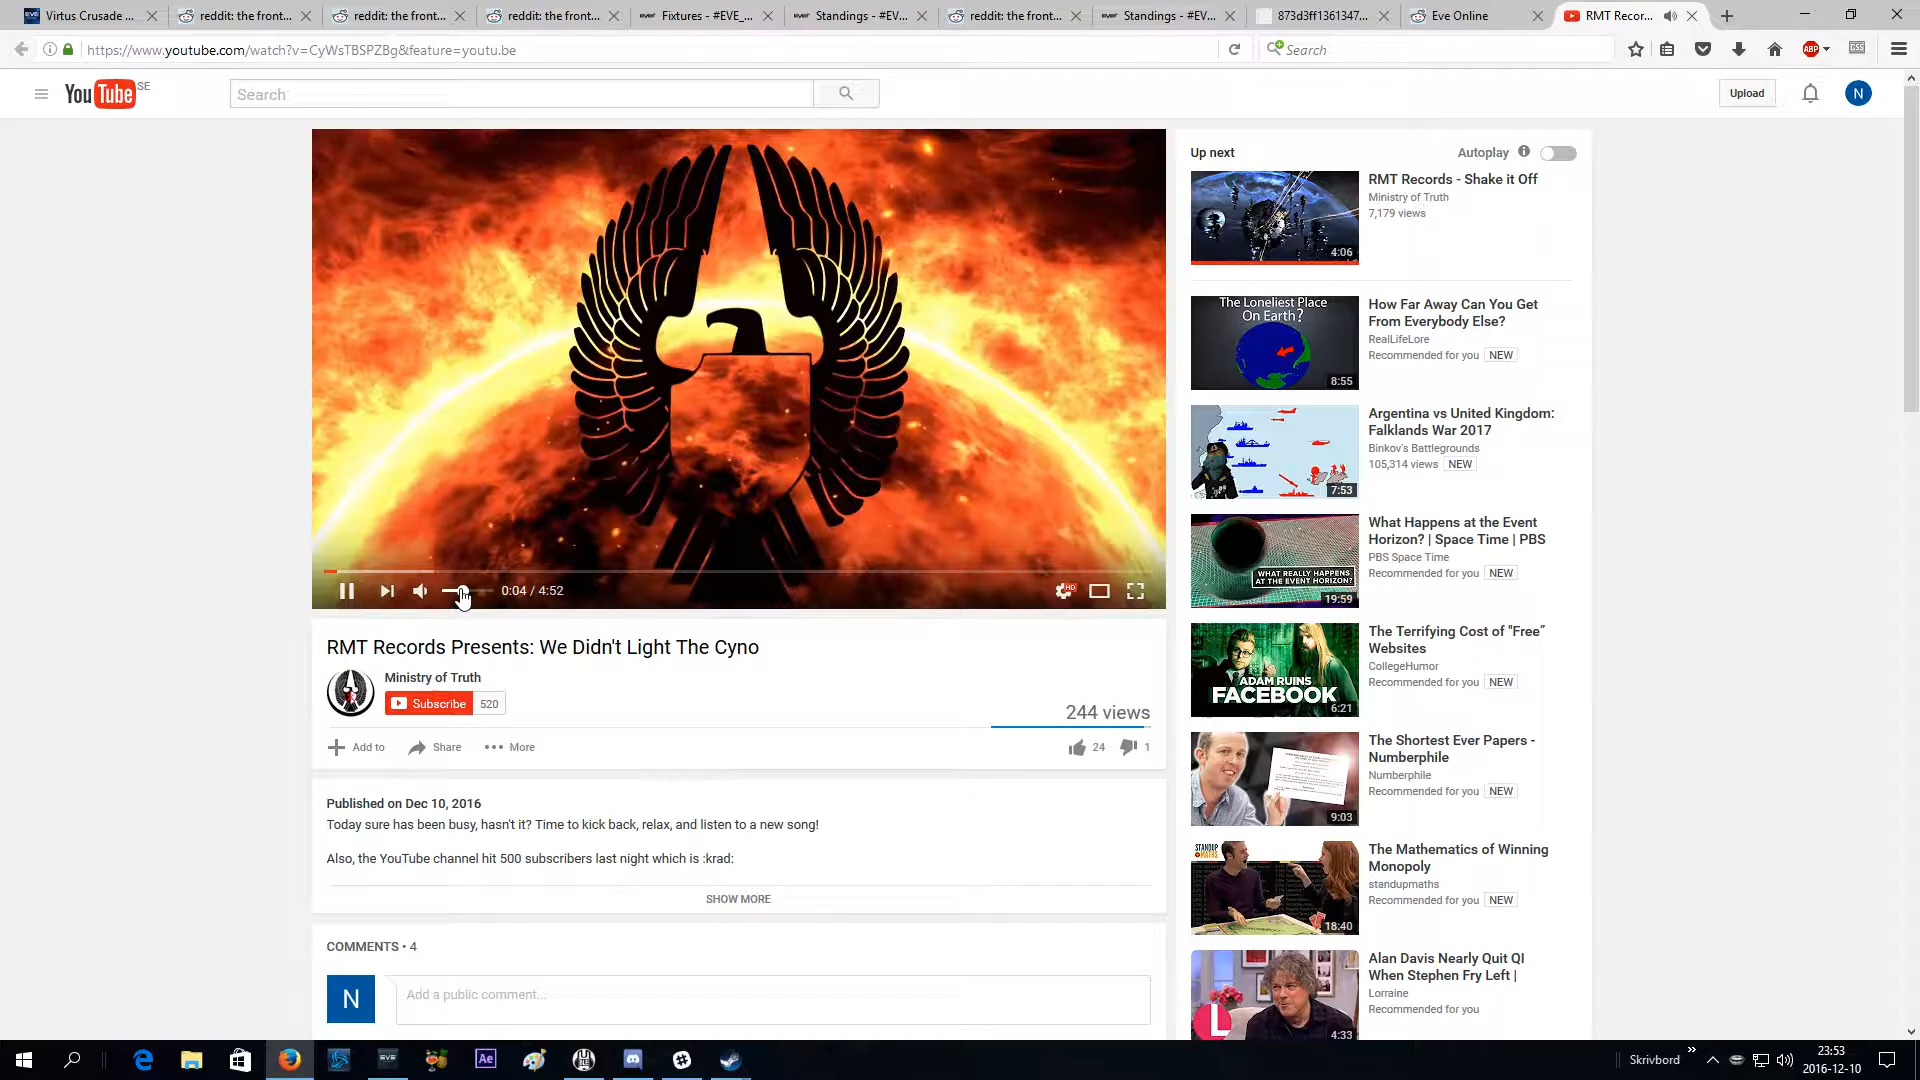 Virtus Crusade
reddit: the front...
reddit: the front...
reddit: the front...
Fixtures - #EVE_...
Standings - #EV...
reddit: the front...
Standings - #EV...
873d3ff1361347...
Eve Online
RMT Recor...
https://www.youtube.com/watch?v=CyWsTBSPZBg&feature=youtu.be
Search
ABP
CSS
YouTube SE
Search
Upload
N
Up next
Autoplay
RMT Records - Shake it Off
Ministry of Truth
7,179 views
4:06
The Loneliest Place
On Earth?
8:55
How Far Away Can You Get
From Everybody Else?
RealLifeLore
Recommended for you NEW
7:53
Argentina vs United Kingdom:
Falklands War 2017
Binkov's Battlegrounds
105,314 views NEW
WHAT REALLY HAPPENS
AT THE EVENT HORIZON?
19:59
What Happens at the Event
Horizon? | Space Time | PBS
PBS Space Time
Recommended for you NEW
ADAM RUINS
FACEBOOK
6:21
The Terrifying Cost of "Free”
Websites
CollegeHumor
Recommended for you NEW
9:03
The Shortest Ever Papers -
Numberphile
Numberphile
Recommended for you NEW
STANDUP
MATHS
18:40
The Mathematics of Winning
Monopoly
standupmaths
Recommended for you NEW
L
4:33
Alan Davis Nearly Quit QI
When Stephen Fry Left |
Lorraine
Recommended for you
0:04 / 4:52
HD
RMT Records Presents: We Didn't Light The Cyno
Ministry of Truth
Subscribe 520
244 views
Add to
Share
More
24
1
Published on Dec 10, 2016
Today sure has been busy, hasn't it? Time to kick back, relax, and listen to a new song!
Also, the YouTube channel hit 500 subscribers last night which is :krad:
SHOW MORE
COMMENTS • 4
N
Add a public comment...
EVE
Ae
Skrivbord
23:53
2016-12-10